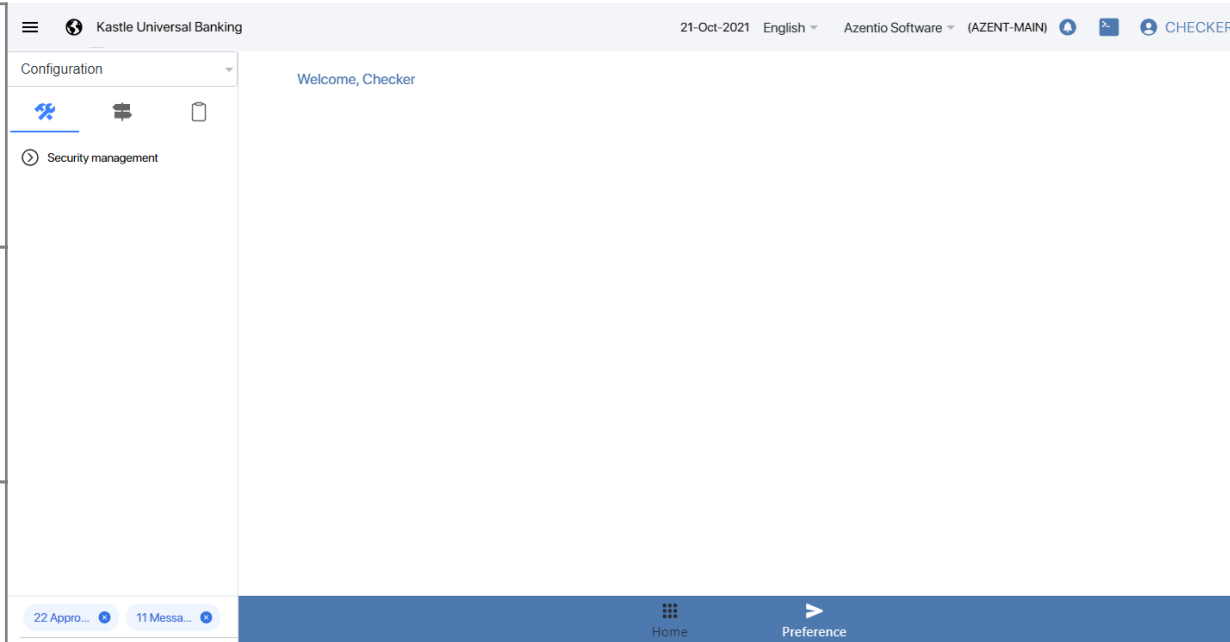 Kastle Universal Banking
21-Oct-2021 English Azentio Software (AZENT-MAIN) CHECKER
Configuration
Welcome, Checker
Security management
22 Appro... 11 Messa...
Home Preference